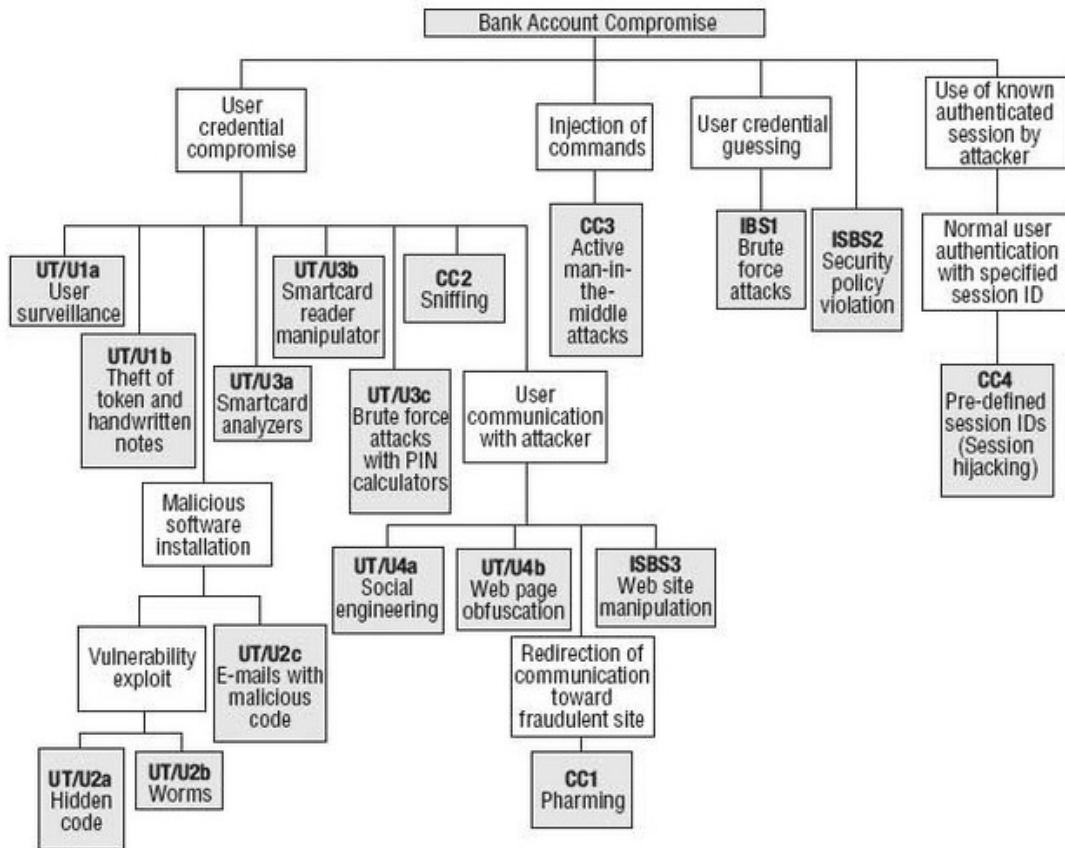 Bank Account Compromise
User
credential
compromise
Injection of
commands
User credential
guessing
Use of known
authenticated
session by
attacker
CC3
Active
man-in-
the-
middle
attacks
IBS1
Brute
force
attacks
ISBS2
Security
policy
violation
Normal user
authentication
with specified
session ID
UT/U1a
User
surveillance
UT/U3b
Smartcard
reader
manipulator
CC2
Sniffing
UT/U1b
Theft of
token and
handwritten
notes
UT/U3a
Smartcard
analyzers
UT/U3c
Brute force
attacks
with PIN
calculators
User
communication
with attacker
CC4
Pre-defined
session IDs
(Session
hijacking)
Malicious
software
installation
UT/U4a
Social
engineering
UT/U4b
Web page
obfuscation
ISBS3
Web site
manipulation
Vulnerability
exploit
UT/U2c
E-mails with
malicious
code
Redirection of
communication
toward
fraudulent site
UT/U2a
Hidden
code
UT/U2b
Worms
CC1
Pharming